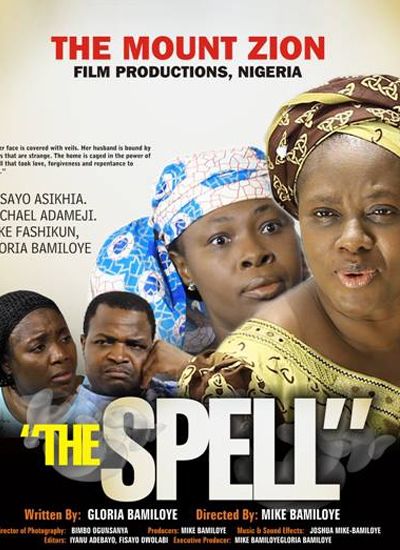 THE MOUNT ZION
FILM PRODUCTIONS, NIGERIA
er face is covered with veils. Her husband is bound by
s that are strange. The home is caged in the power of
ll that took love, forgiveness and repentance to
."
SAYO ASIKHIA.
CHAEL ADAMEJI.
KE FASHIKUN,
ORIA BAMILOYE
"THE SPELL"
Written By: GLORIA BAMILOYE Directed By: MIKE BAMILOYE
irector of Photography: BIMBO OGUNSANYA Producers: MIKE BAMILOYE Music & Sound Effects: JOSHUA MIKE-BAMILOYE
Editors: IYANU ADEBAYO, FISAYO OWOLABI Executive Producer: MIKE BAMILOYEGLORIA BAMILOYE